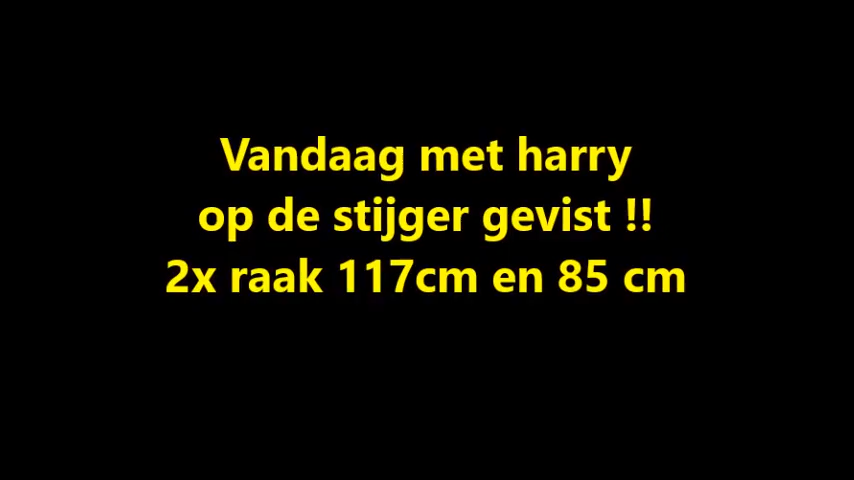 Vandaag met harry
op de stijger gevist !!
2x raak 117cm en 85 cm